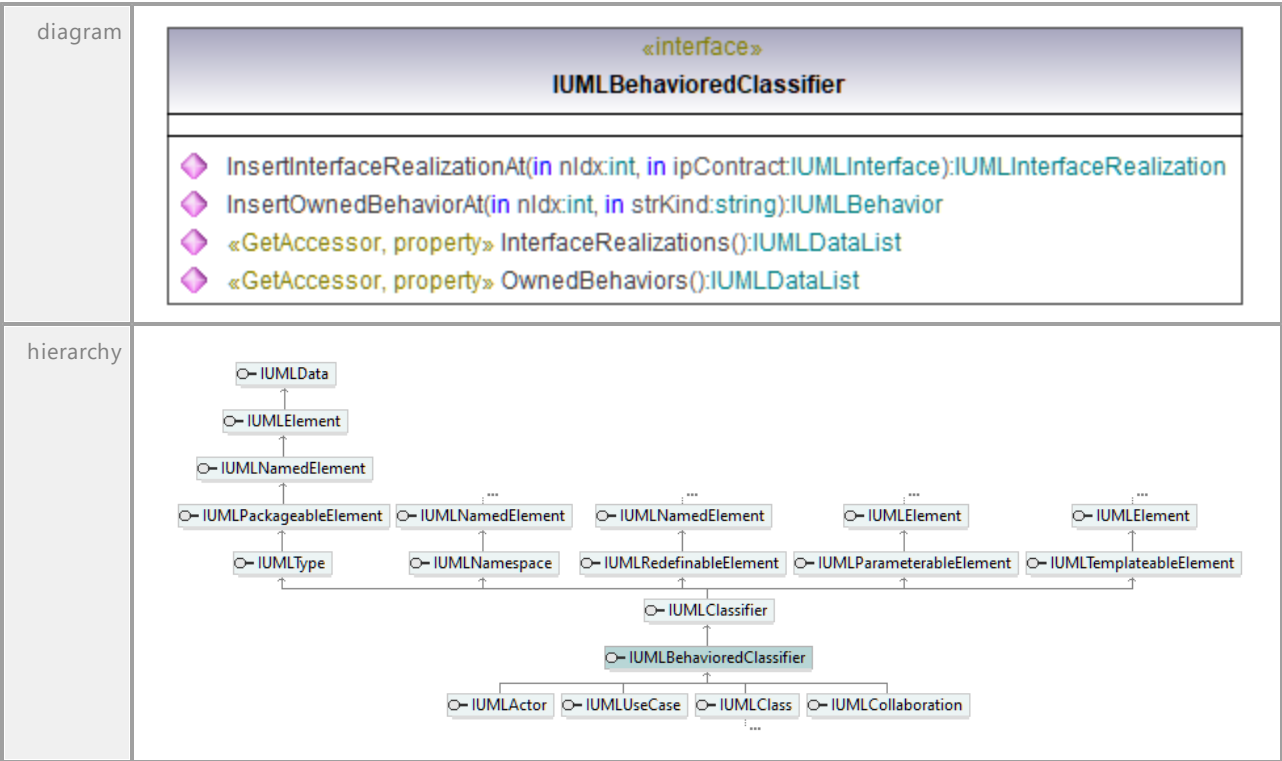 diagram
«interface»
IUMLBehavioredClassifier
InsertInterfaceRealizationAt(in nIdx:int, in ipContract:IUMLInterface):IUMLInterfaceRealization
InsertOwnedBehaviorAt(in nIdx:int, in strKind:string):IUMLBehavior
«GetAccessor, property» InterfaceRealizations():IUMLDataList
«GetAccessor, property» OwnedBehaviors():IUMLDataList
hierarchy
IUMLData
IUMLElement
IUMLNamedElement
... ... ... ...
IUMLPackageableElement IUMLNamedElement IUMLNamedElement IUMLElement IUMLElement
IUMLType IUMLNamespace IUMLRedefinableElement IUMLParameterableElement IUMLTemplateableElement
IUMLClassifier
IUMLBehavioredClassifier
IUMLActor IUMLUseCase IUMLClass IUMLCollaboration
...